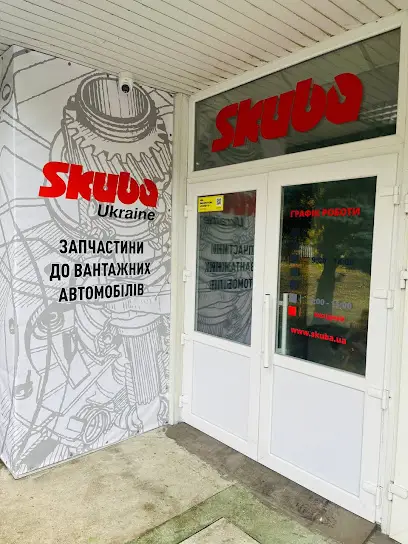 Skuba
Ukraine
ЗАПЧАСТИНИ
ДО ВАНТАЖНИХ
АВТОМОБІЛІВ
Skuba
ГРАФІК РОБОТИ
www.skuba.ua